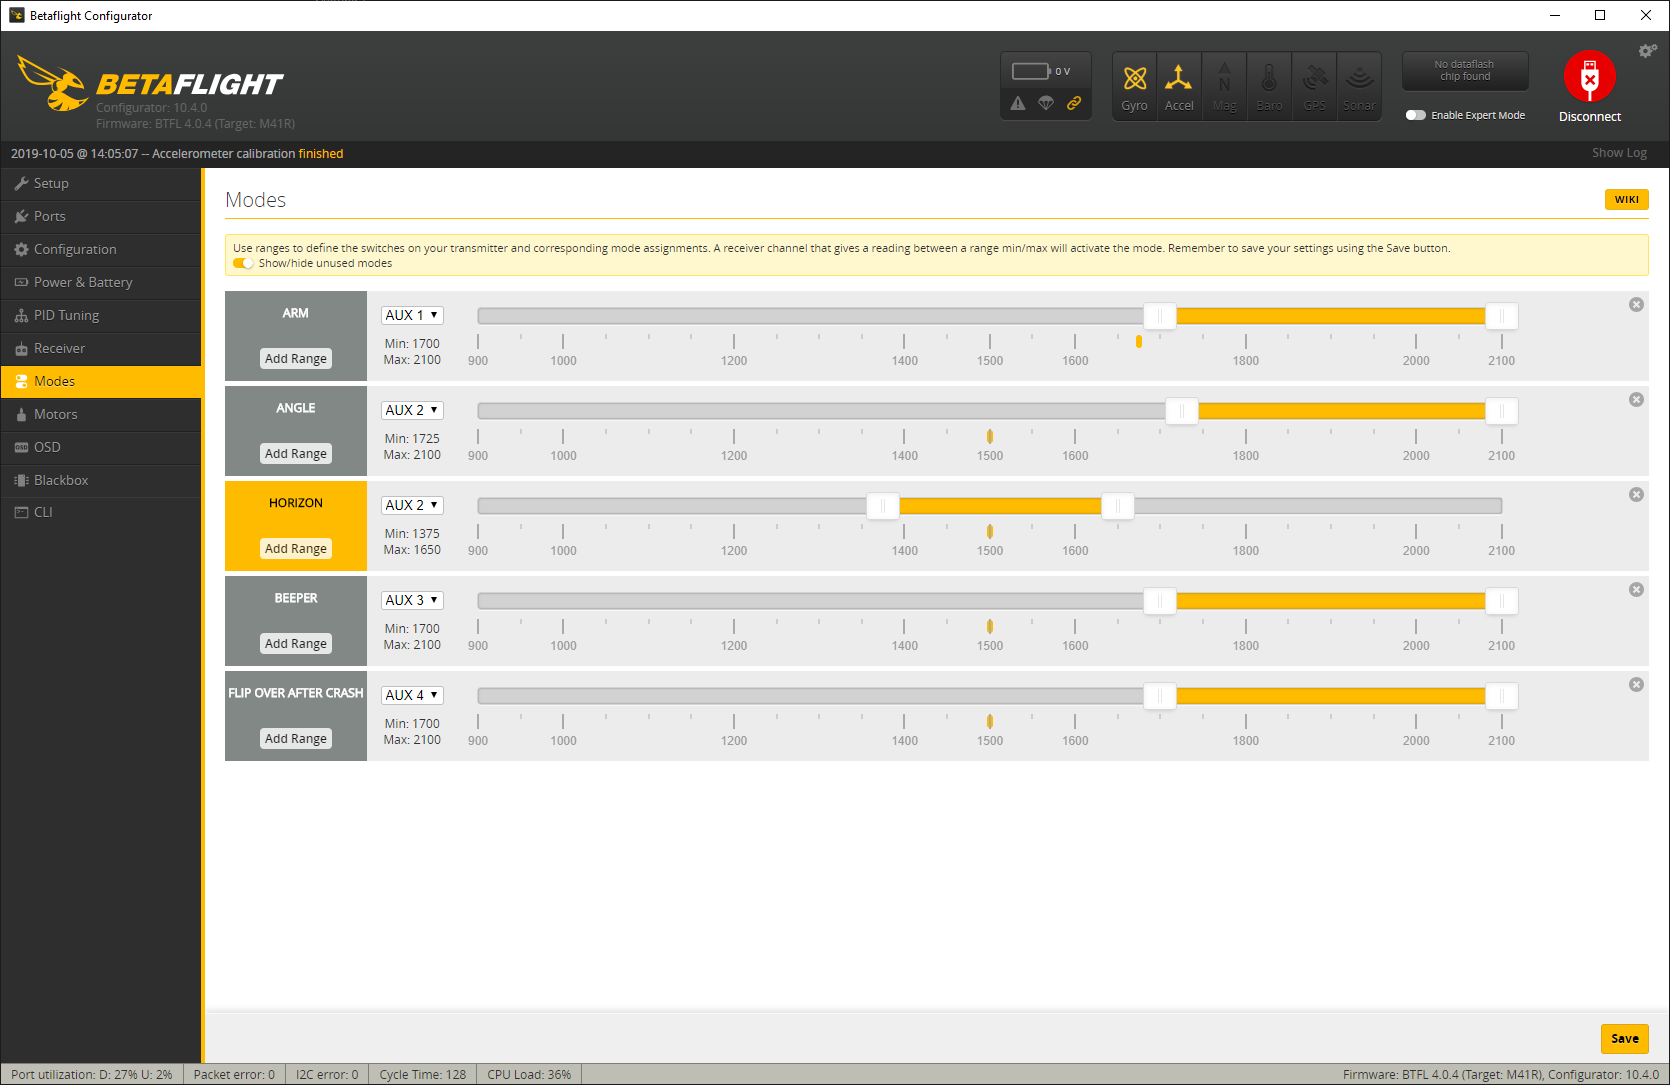 Betaflight Configurator
BETAFLIGHT
Configurator: 10.4.0
Firmware: BTFL 4.0.4 (Target: M41R)
0 V
Gyro
Accel
N
Mag
Baro
GPS
Sonar
No dataflash
chip found
Enable Expert Mode
Disconnect
2019-10-05 @ 14:05:07 -- Accelerometer calibration finished
Show Log
Setup
Ports
Configuration
Power & Battery
PID Tuning
Receiver
Modes
Motors
OSD
Blackbox
CLI
Modes
WIKI
Use ranges to define the switches on your transmitter and corresponding mode assignments. A receiver channel that gives a reading between a range min/max will activate the mode. Remember to save your settings using the Save button.
Show/hide unused modes
ARM
Add Range
AUX 1
Min: 1700
Max: 2100
900 1000 1200 1400 1500 1600 1800 2000 2100
ANGLE
Add Range
AUX 2
Min: 1725
Max: 2100
900 1000 1200 1400 1500 1600 1800 2000 2100
HORIZON
Add Range
AUX 2
Min: 1375
Max: 1650
900 1000 1200 1400 1500 1600 1800 2000 2100
BEEPER
Add Range
AUX 3
Min: 1700
Max: 2100
900 1000 1200 1400 1500 1600 1800 2000 2100
FLIP OVER AFTER CRASH
Add Range
AUX 4
Min: 1700
Max: 2100
900 1000 1200 1400 1500 1600 1800 2000 2100
Save
Port utilization: D: 27% U: 2%
Packet error: 0
I2C error: 0
Cycle Time: 128
CPU Load: 36%
Firmware: BTFL 4.0.4 (Target: M41R), Configurator: 10.4.0